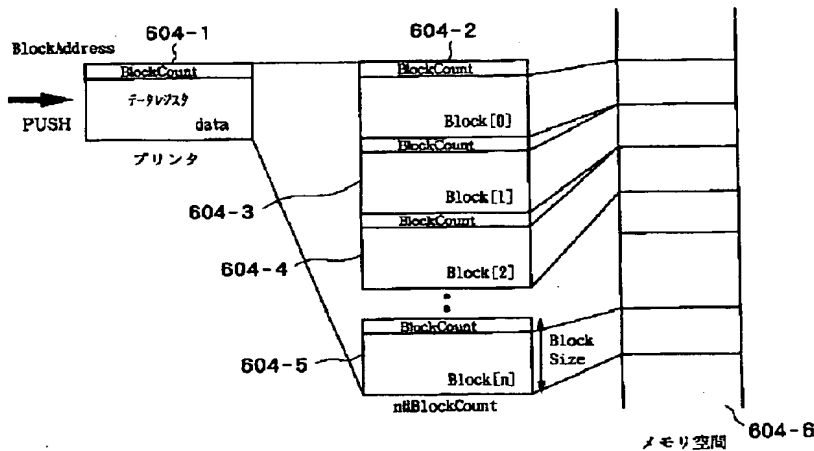 BlockAddress
604-1
BlockCount
データレジスタ
data
PUSH
プリンタ
604-2
BlockCount
Block[0]
BlockCount
Block[1]
604-3
BlockCount
Block[2]
604-4
BlockCount
Block[n]
604-5
Block
Size
nはBlockCount
604-6
メモリ空間